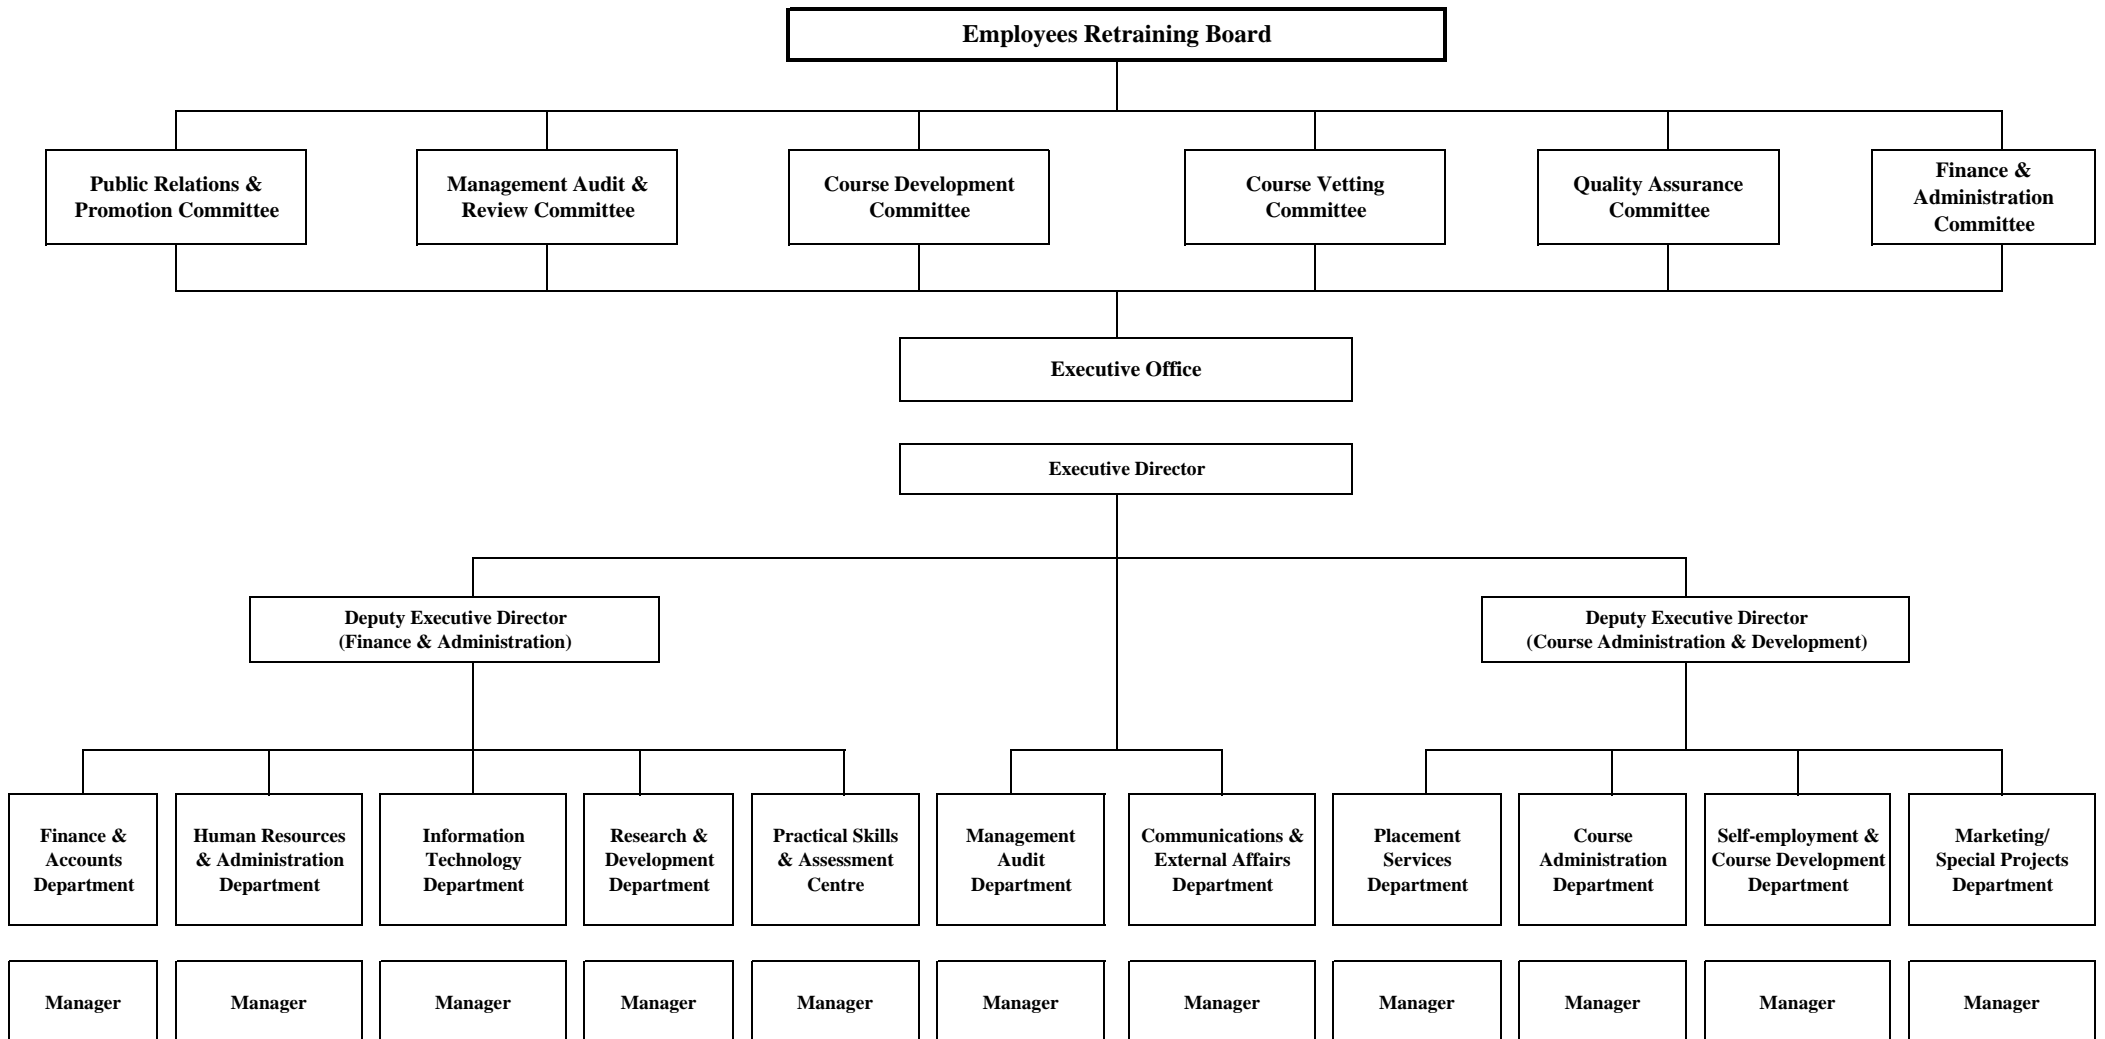 Employees Retraining Board
Public Relations &
Promotion Committee
Management Audit &
Review Committee
Course Development
Committee
Course Vetting
Committee
Quality Assurance
Committee
Finance &
Administration
Committee
Executive Office
Executive Director
Deputy Executive Director
(Finance & Administration)
Deputy Executive Director
(Course Administration & Development)
Finance &
Accounts
Department
Human Resources
& Administration
Department
Information
Technology
Department
Research &
Development
Department
Practical Skills
& Assessment
Centre
Management
Audit
Department
Communications &
External Affairs
Department
Placement
Services
Department
Course
Administration
Department
Self-employment &
Course Development
Department
Marketing/
Special Projects
Department
Manager
Manager
Manager
Manager
Manager
Manager
Manager
Manager
Manager
Manager
Manager